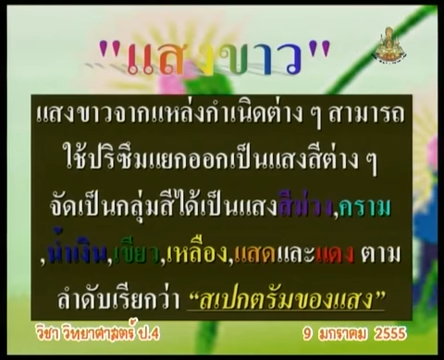 "แสงขาว"
แสงขาวจากแหล่งกำเนิดต่าง ๆ สามารถ
ใช้ปริซึมแยกออกเป็นแสงสีต่าง ๆ
จัดเป็นกลุ่มสีได้เป็นแสงสีม่วง,คราม
,น้ำเงิน,เขียว,เหลือง,แสดและแดง ตาม
ลำดับเรียกว่า “สเปกตรัมของแสง”
วิชา วิทยาศาสตร์ ป.4 9 มกราคม 2555